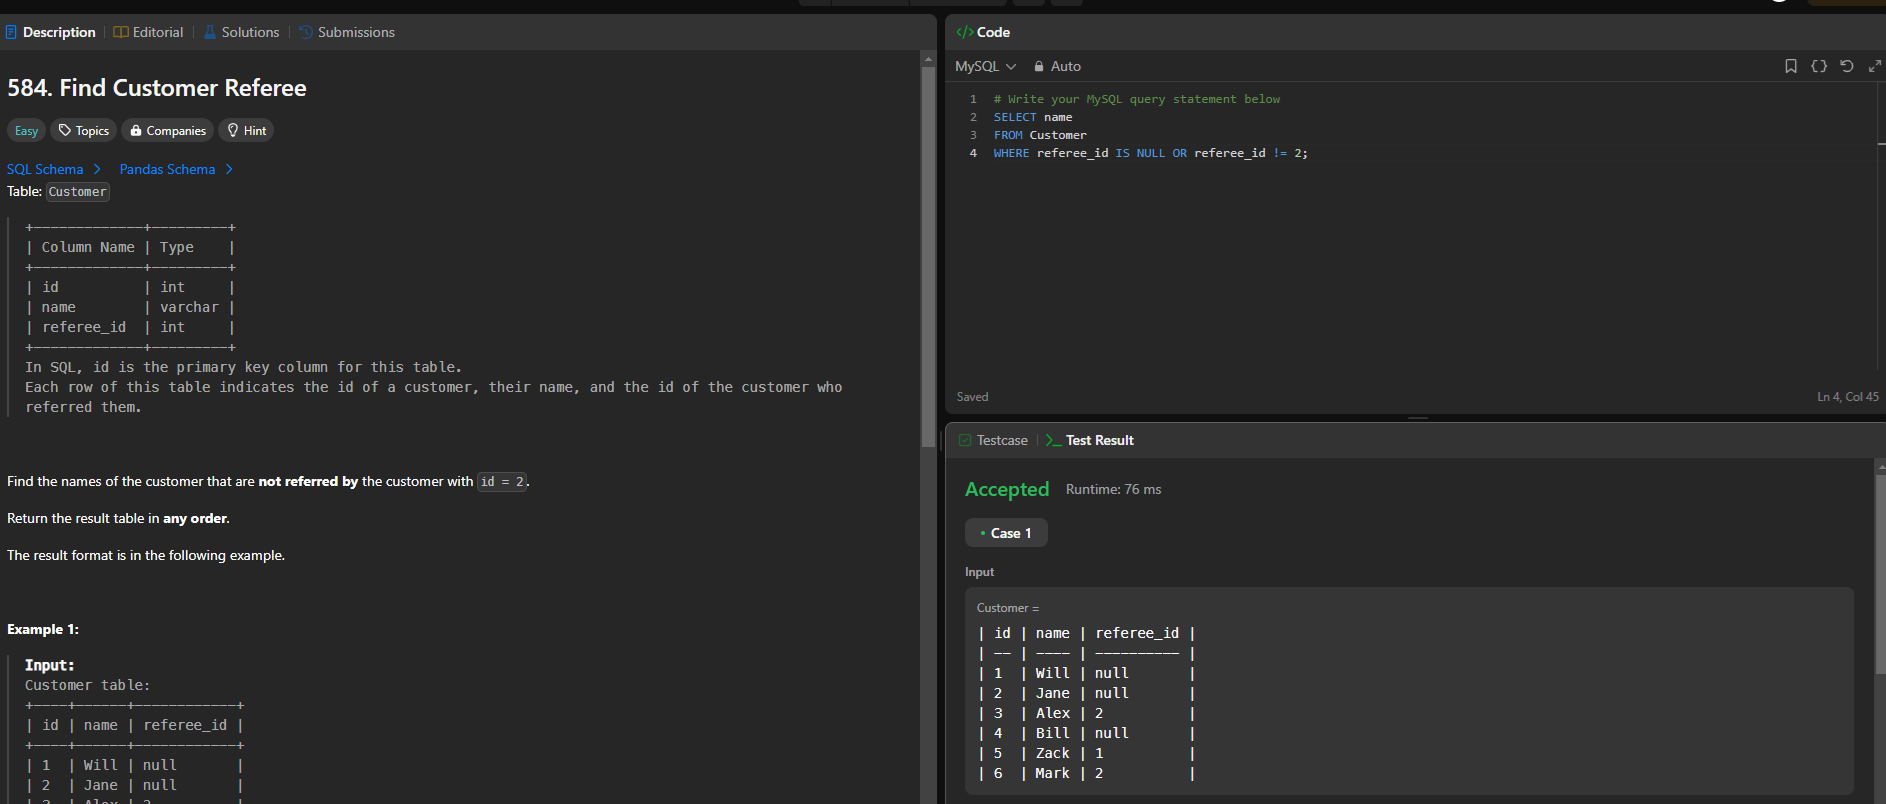 Description | Editorial | Solutions | Submissions
584. Find Customer Referee
Easy Topics Companies Hint
SQL Schema > Pandas Schema >
Table: Customer
+-------------+---------+
| Column Name | Type    |
+-------------+---------+
| id          | int     |
| name        | varchar |
| referee_id  | int     |
+-------------+---------+
In SQL, id is the primary key column for this table.
Each row of this table indicates the id of a customer, their name, and the id of the customer who
referred them.
Find the names of the customer that are not referred by the customer with id = 2.
Return the result table in any order.
The result format is in the following example.
Example 1:
Input:
Customer table:
+----+------+------------+
| id | name | referee_id |
+----+------+------------+
| 1  | Will | null       |
| 2  | Jane | null       |
| 3  | Alex | 2          |
</> Code
MySQL Auto
1 # Write your MySQL query statement below
2 SELECT name
3 FROM Customer
4 WHERE referee_id IS NULL OR referee_id != 2;
Saved Ln 4, Col 45
Testcase | >_ Test Result
Accepted Runtime: 76 ms
• Case 1
Input
Customer =
| id | name | referee_id |
| -- | ---- | ---------- |
| 1  | Will | null       |
| 2  | Jane | null       |
| 3  | Alex | 2          |
| 4  | Bill | null       |
| 5  | Zack | 1          |
| 6  | Mark | 2          |